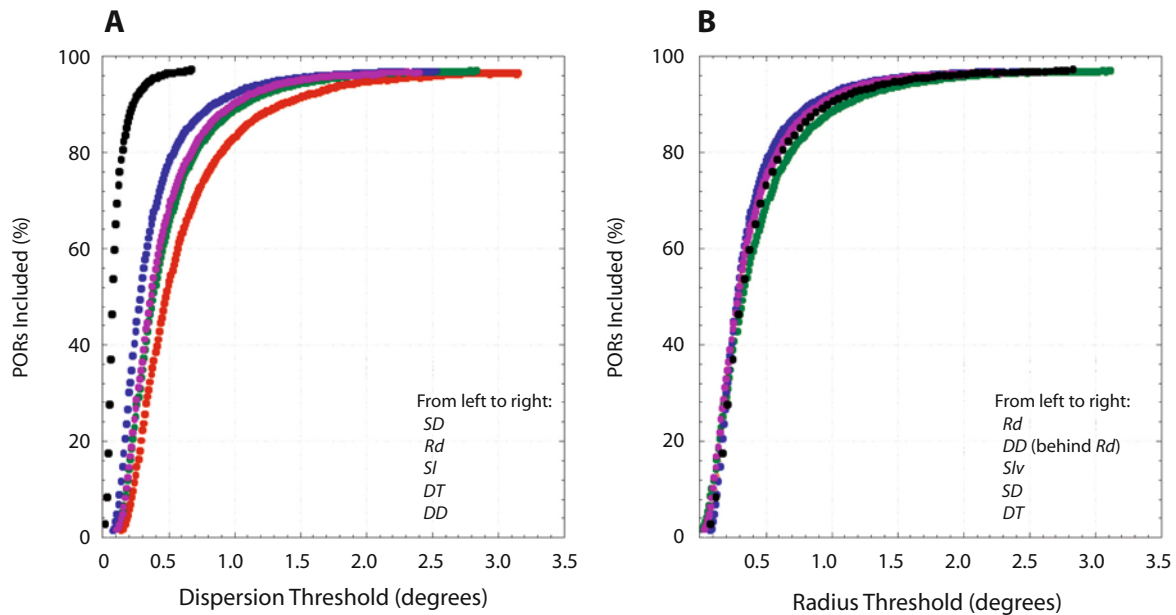 A
100
80
60
40
20
0
PORs Included (%)
From left to right:
SD
Rd
Sl
DT
DD
0 0.5 1.0 1.5 2.0 2.5 3.0 3.5
Dispersion Threshold (degrees)
B
100
80
60
40
20
0
PORs Included (%)
From left to right:
Rd
DD (behind Rd)
Slv
SD
DT
0.5 1.0 1.5 2.0 2.5 3.0 3.5
Radius Threshold (degrees)